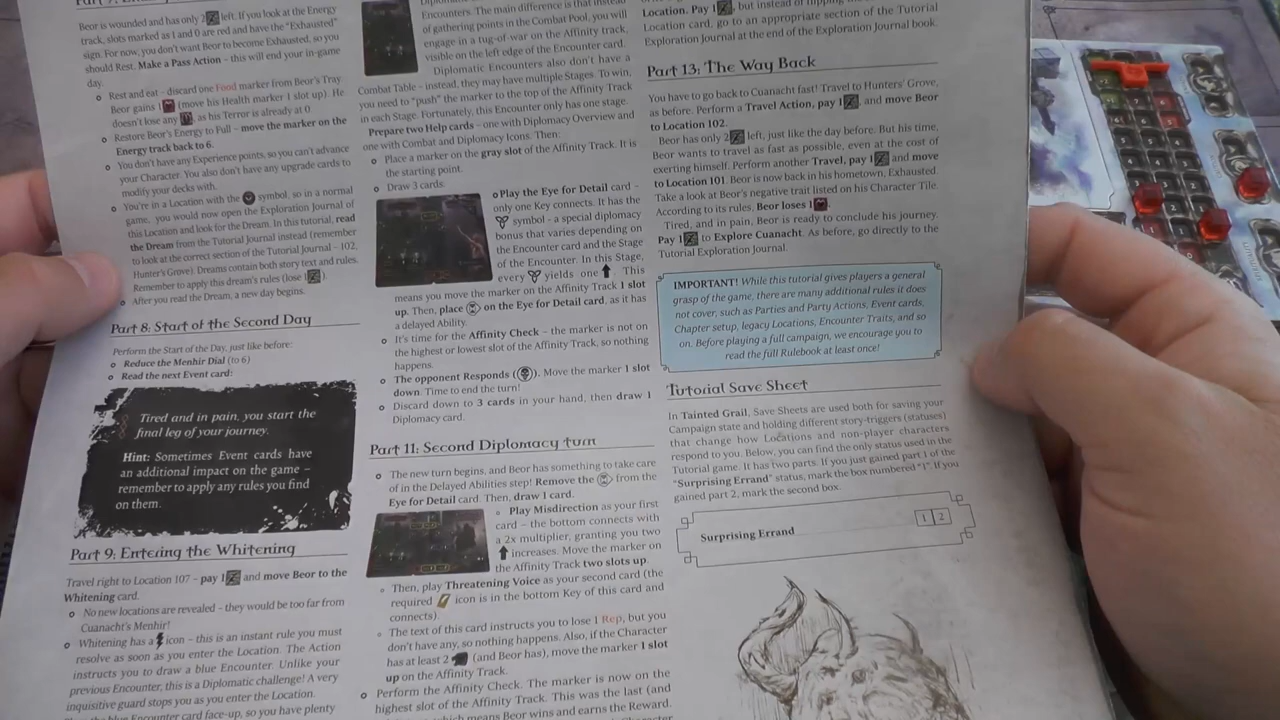 Beor is wounded and has only 2 left. If you look at the Energy
track, slots marked as 1 and 0 are red and have the "Exhausted"
sign. For now, you don't want Beor to become Exhausted, so you
should Rest. Make a Pass Action – this will end your in-game
day.
Rest and eat – discard one Food marker from Beor's Tray.
Beor gains 1 (move his Health marker 1 slot up). He
doesn't lose any , as his Terror is already at 0.
Restore Beor's Energy to Full – move the marker on the
Energy track back to 6.
You don't have any Experience points, so you can't advance
your Character. You also don't have any upgrade cards to
modify your decks with.
You're in a Location with the symbol, so in a normal
game, you would now open the Exploration Journal of
this Location and look for the Dream. In this tutorial, read
the Dream from the Tutorial Journal instead (remember
to look at the correct section of the Tutorial Journal – 102,
Hunter's Grove). Dreams contain both story text and rules.
Remember to apply this dream's rules (lose 1 ).
After you read the Dream, a new day begins.
Part 8: Start of the Second Day
Perform the Start of the Day, just like before:
Reduce the Menhir Dial (to 6)
Read the next Event card:
Tired and in pain, you start the
final leg of your journey.
Hint: Sometimes Event cards have
an additional impact on the game –
remember to apply any rules you find
on them.
Part 9: Entering the Whitening
Travel right to Location 107 – pay 1 and move Beor to the
Whitening card.
No new locations are revealed – they would be too far from
Cuanacht's Menhir!
Whitening has a icon – this is an instant rule you must
resolve as soon as you enter the Location. The Action
instructs you to draw a blue Encounter. Unlike your
previous Encounter, this is a Diplomatic challenge! A very
inquisitive guard stops you as you enter the Location.
blue Encounter card face-up, so you have plenty
Encounters. The main difference is that instead
of gathering points in the Combat Pool, you will
engage in a tug-of-war on the Affinity track,
visible on the left edge of the Encounter card.
Diplomatic Encounters also don't have a
Combat Table – instead, they may have multiple Stages. To win,
you need to "push" the marker to the top of the Affinity Track
in each Stage. Fortunately, this Encounter only has one stage.
Prepare two Help cards – one with Diplomacy Overview and
one with Combat and Diplomacy Icons. Then:
Place a marker on the gray slot of the Affinity Track. It is
the starting point.
Draw 3 cards.
Play the Eye for Detail card -
only one Key connects. It has the
symbol - a special diplomacy
bonus that varies depending on
the Encounter card and the Stage
of the Encounter. In this Stage,
every yields one . This
means you move the marker on the Affinity Track 1 slot
up. Then, place on the Eye for Detail card, as it has
a delayed Ability.
It's time for the Affinity Check – the marker is not on
the highest or lowest slot of the Affinity Track, so nothing
happens.
The opponent Responds ( ). Move the marker 1 slot
down. Time to end the turn!
Discard down to 3 cards in your hand, then draw 1
Diplomacy card.
Part 11: Second Diplomacy turn
The new turn begins, and Beor has something to take care
of in the Delayed Abilities step! Remove the from the
Eye for Detail card. Then, draw 1 card.
Play Misdirection as your first
card – the bottom connects with
a 2x multiplier, granting you two
increases. Move the marker on
the Affinity Track two slots up.
Then, play Threatening Voice as your second card (the
required icon is in the bottom Key of this card and
connects).
The text of this card instructs you to lose 1 Rep, but you
don't have any, so nothing happens. Also, if the Character
has at least 2 (and Beor has), move the marker 1 slot
up on the Affinity Track.
Perform the Affinity Check. The marker is now on the
highest slot of the Affinity Track. This was the last (and
which means Beor wins and earns the Reward.
Location. Pay 1 , but instead of flipping
Location card, go to an appropriate section of the Tutorial
Exploration Journal at the end of the Exploration Journal book.
Part 13: The Way Back
You have to go back to Cuanacht fast! Travel to Hunters' Grove,
as before. Perform a Travel Action, pay 1 , and move Beor
to Location 102.
Beor has only 2 left, just like the day before. But his time,
Beor wants to travel as fast as possible, even at the cost of
exerting himself. Perform another Travel, pay 1 and move
to Location 101. Beor is now back in his hometown, Exhausted.
Take a look at Beor's negative trait listed on his Character Tile.
According to its rules, Beor loses 1 .
Tired, and in pain, Beor is ready to conclude his journey.
Pay 1 to Explore Cuanacht. As before, go directly to the
Tutorial Exploration Journal.
IMPORTANT! While this tutorial gives players a general
grasp of the game, there are many additional rules it does
not cover, such as Parties and Party Actions, Event cards,
Chapter setup, legacy Locations, Encounter Traits, and so
on. Before playing a full campaign, we encourage you to
read the full Rulebook at least once!
Tutorial Save Sheet
In Tainted Grail, Save Sheets are used both for saving your
Campaign state and holding different story-triggers (statuses)
that change how Locations and non-player characters
respond to you. Below, you can find the only status used in the
Tutorial game. It has two parts. If you just gained part 1 of the
"Surprising Errand" status, mark the box numbered "1". If you
gained part 2, mark the second box.
Surprising Errand 1 2